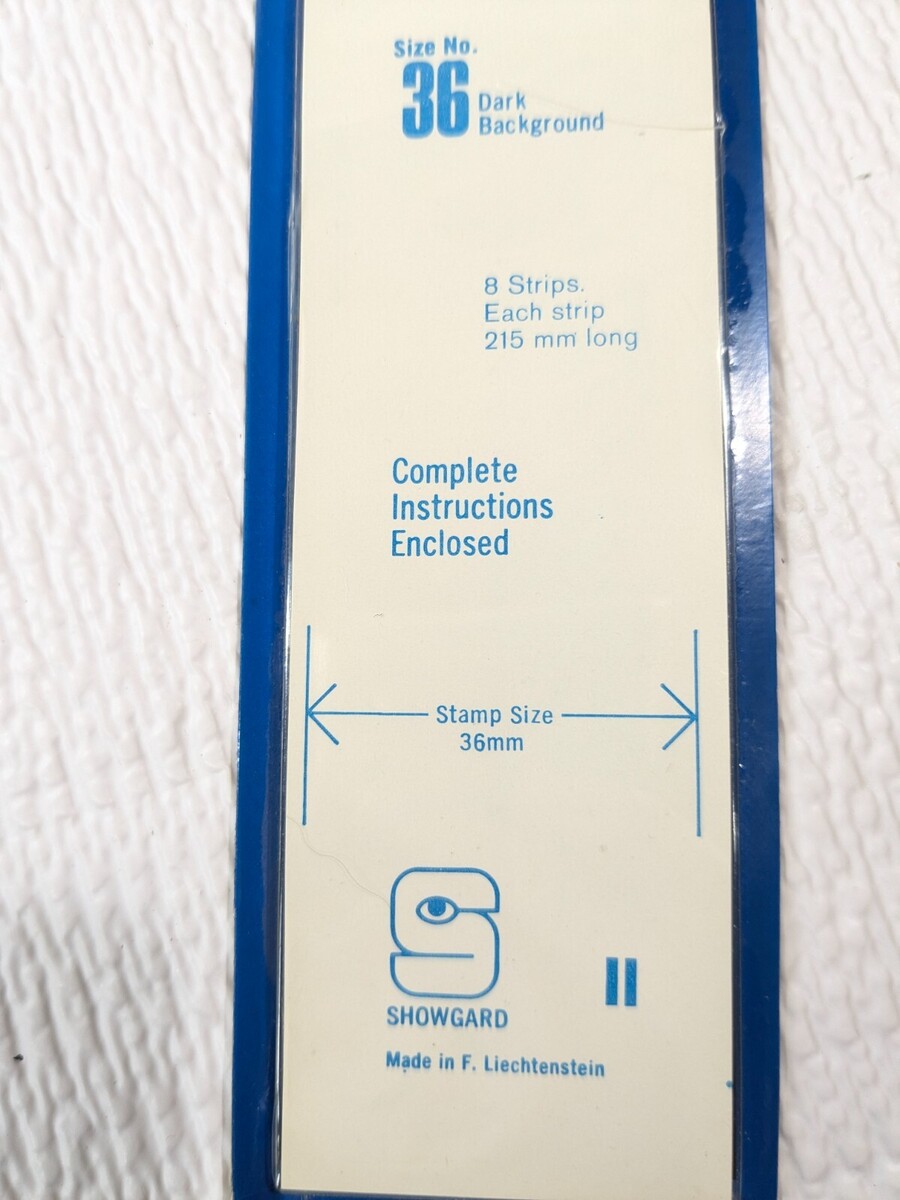 Size No.
36
Dark
Background
8 Strips.
Each strip
215 mm long
Complete
Instructions
Enclosed
Stamp Size
36mm
SHOWGARD
II
Made in F. Liechtenstein